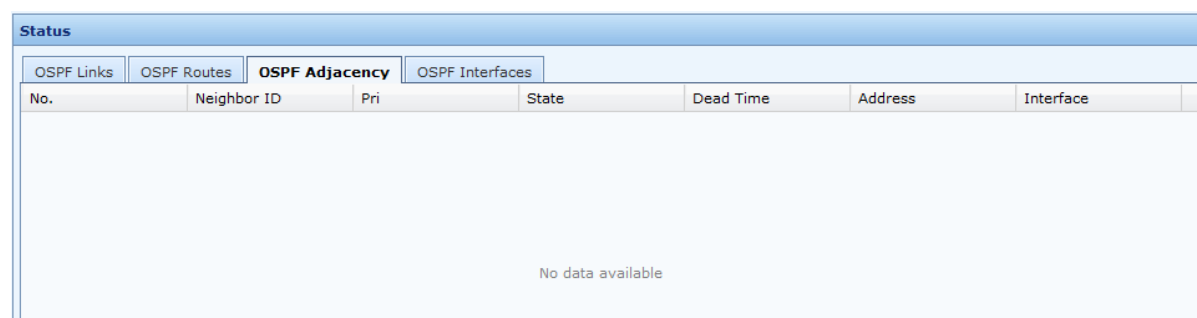 Status
OSPF Links OSPF Routes OSPF Adjacency OSPF Interfaces
No. Neighbor ID Pri State Dead Time Address Interface
No data available